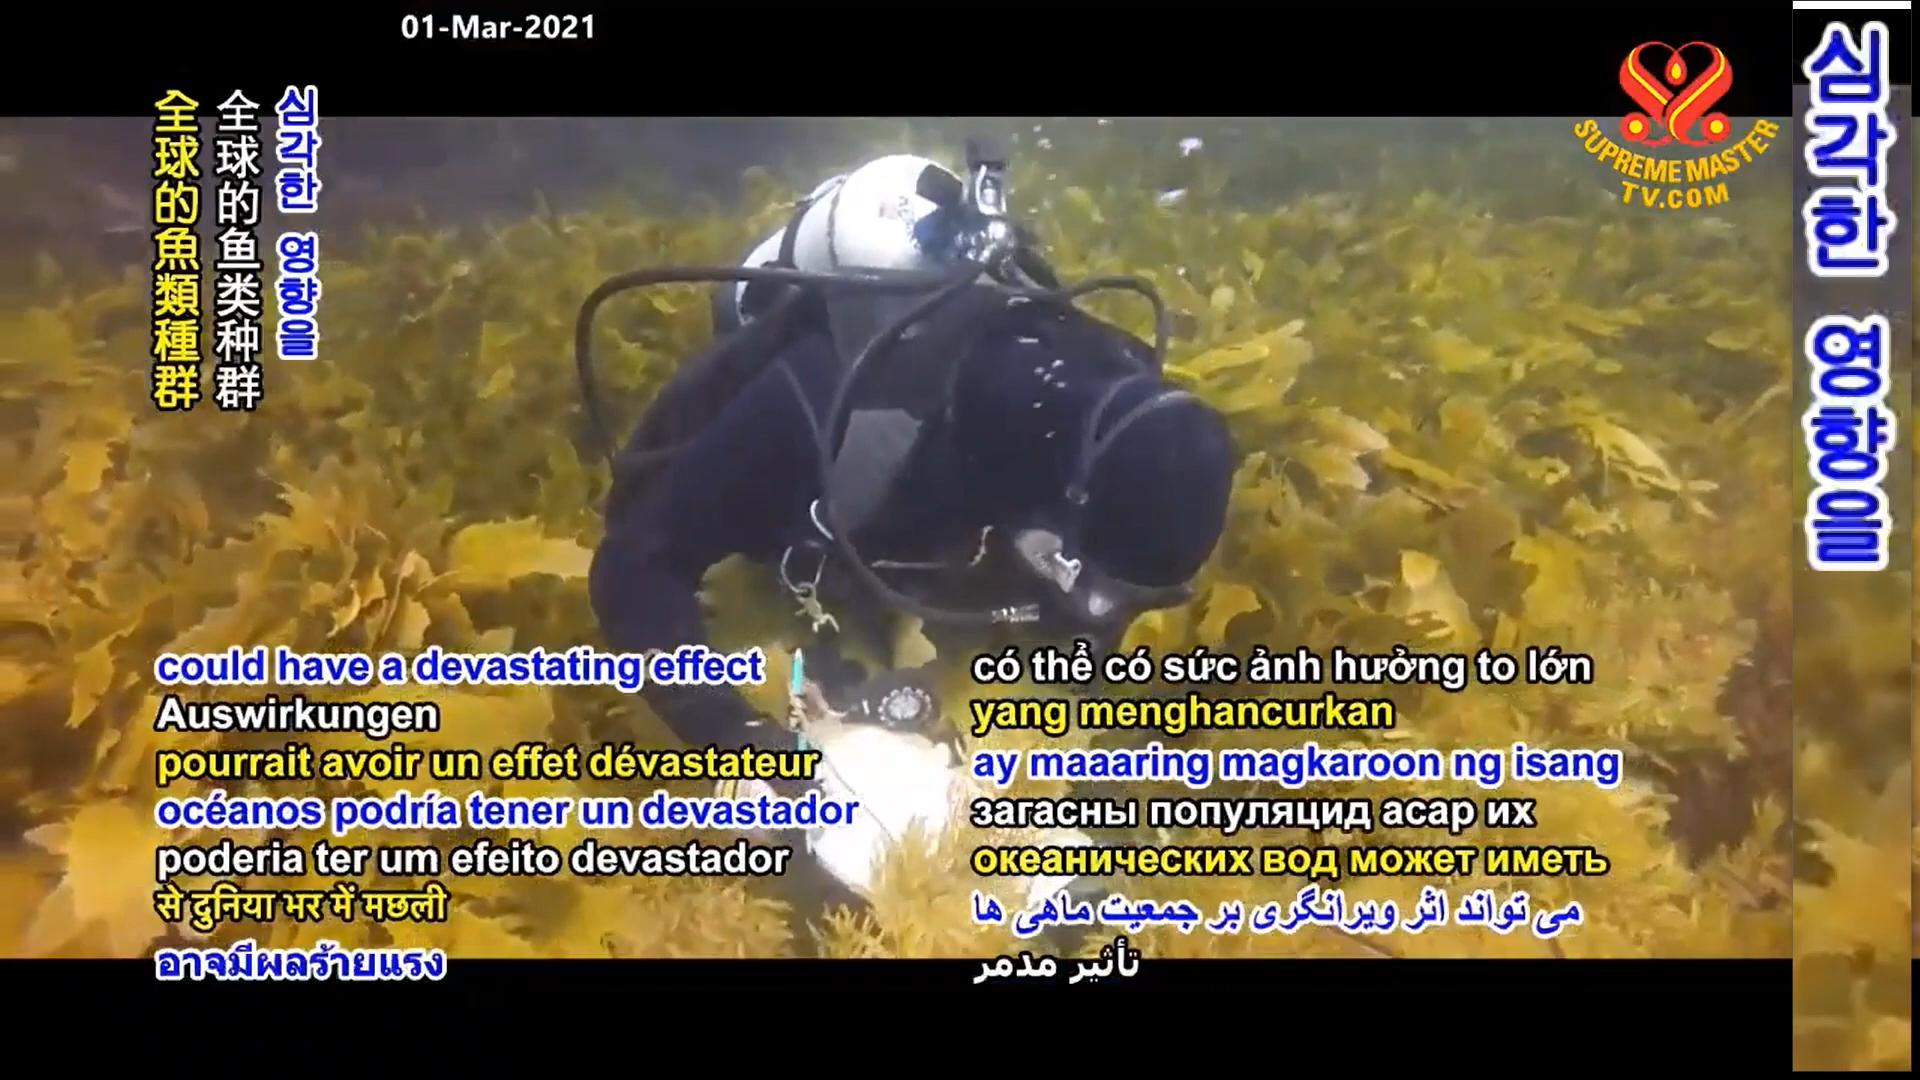 01-Mar-2021
SUPREME MASTER
TV.COM
심각한 영향을
全球的鱼类种群
全球的魚類種群
심각한 영향을
could have a devastating effect
Auswirkungen
pourrait avoir un effet dévastateur
océanos podría tener un devastador
poderia ter um efeito devastador
से दुनिया भर में मछली
อาจมีผลร้ายแรง
có thể có sức ảnh hưởng to lớn
yang menghancurkan
ay maaaring magkaroon ng isang
загасны популяцид асар их
океанических вод может иметь
می تواند اثر ویرانگری بر جمعیت ماهی ها
تأثير مدمر